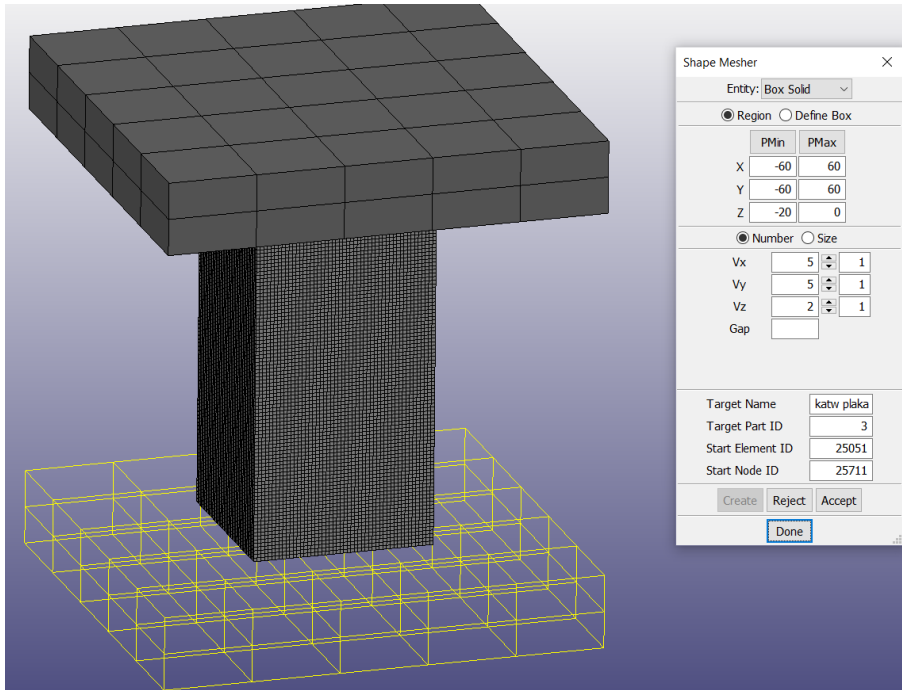 Shape Mesher
Entity: Box Solid
Region Define Box
PMin PMax
X -60 60
Y -60 60
Z -20 0
Number Size
Vx 5 1
Vy 5 1
Vz 2 1
Gap
Target Name katw plaka
Target Part ID 3
Start Element ID 25051
Start Node ID 25711
Create Reject Accept
Done